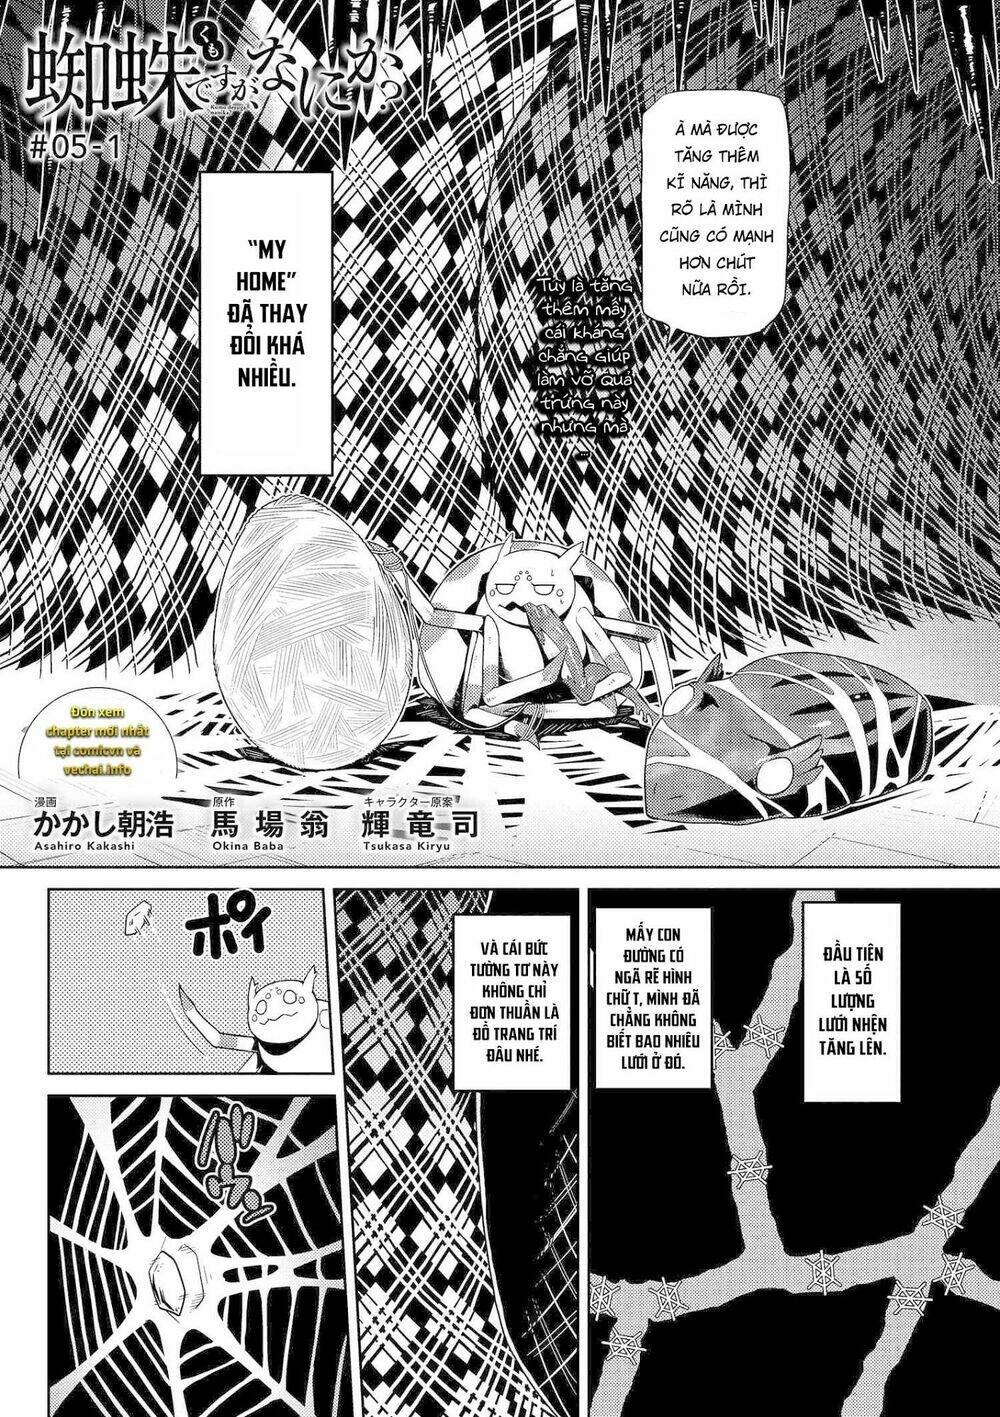 蜘蛛ですが、なにか?
くも
Kumo desuga, nanika?
#05-1
À MÀ ĐƯỢC
TĂNG THÊM
KĨ NĂNG, THÌ
RÕ LÀ MÌNH
CŨNG CÓ MẠNH
HƠN CHÚT
NỮA RỒI.
Tuy là tăng
thêm mấy
cái kháng
chẳng giúp
làm vỡ quả
trứng này
nhưng mà
...
“MY
HOME”
ĐÃ THAY
ĐỔI KHÁ
NHIỀU.
Đón xem
chapter mới nhất
tại comicvn và
vechai.info
漫画
かかし朝浩
Asahiro Kakashi
原作
馬場翁
Okina Baba
キャラクター原案
輝竜司
Tsukasa Kiryu
ĐẦU TIÊN
LÀ SỐ
LƯỢNG
LƯỚI NHỆN
TĂNG LÊN.
MẤY CON
ĐƯỜNG CÓ
NGÃ RẼ HÌNH
CHỮ T, MÌNH ĐÃ
CHẲNG KHÔNG
BIẾT BAO NHIÊU
LƯỚI Ở ĐÓ.
VÀ CÁI BỨC
TƯỜNG TƠ NÀY
KHÔNG CHỈ
ĐƠN THUẦN LÀ
ĐỒ TRANG TRÍ
ĐÂU NHÉ.
ポイ